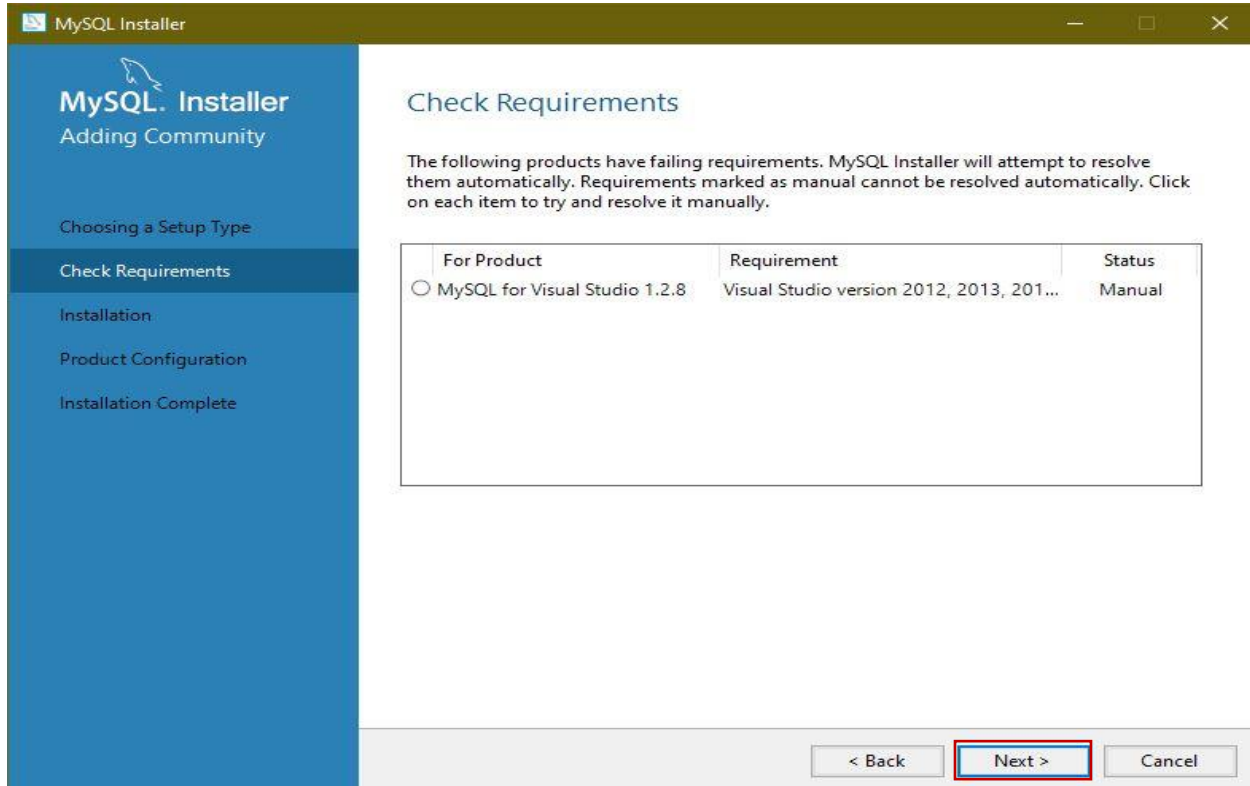 MySQL Installer
MySQL. Installer
Adding Community
Choosing a Setup Type
Check Requirements
Installation
Product Configuration
Installation Complete
Check Requirements
The following products have failing requirements. MySQL Installer will attempt to resolve
them automatically. Requirements marked as manual cannot be resolved automatically. Click
on each item to try and resolve it manually.
For Product Requirement Status
MySQL for Visual Studio 1.2.8 Visual Studio version 2012, 2013, 201... Manual
< Back Next > Cancel